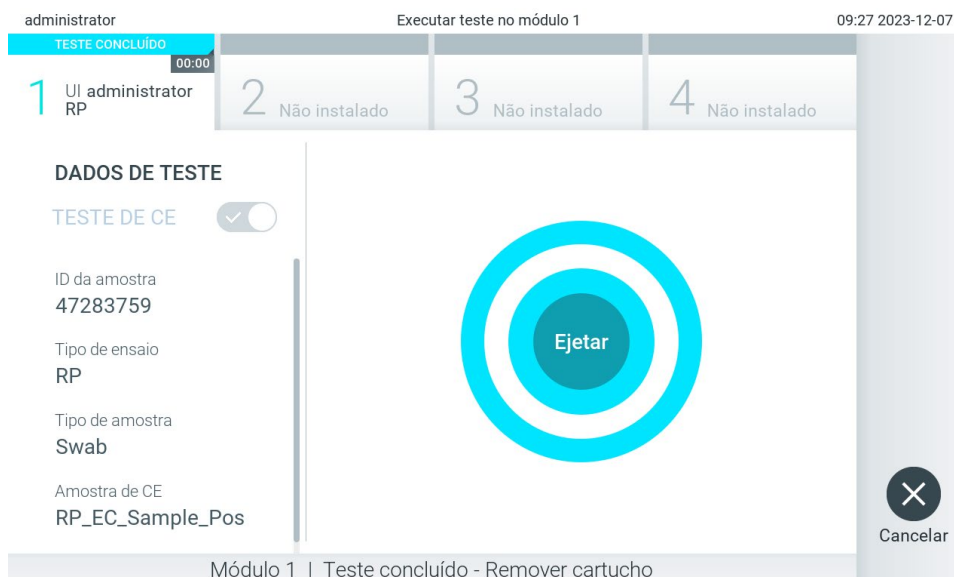 administrator
Executar teste no módulo 1
09:27 2023-12-07
TESTE CONCLUÍDO
00:00
1
UI administrator
RP
2 Não instalado
3 Não instalado
4 Não instalado
DADOS DE TESTE
TESTE DE CE
ID da amostra
47283759
Tipo de ensaio
RP
Tipo de amostra
Swab
Amostra de CE
RP_EC_Sample_Pos
Ejetar
Cancelar
Módulo 1 | Teste concluído - Remover cartucho